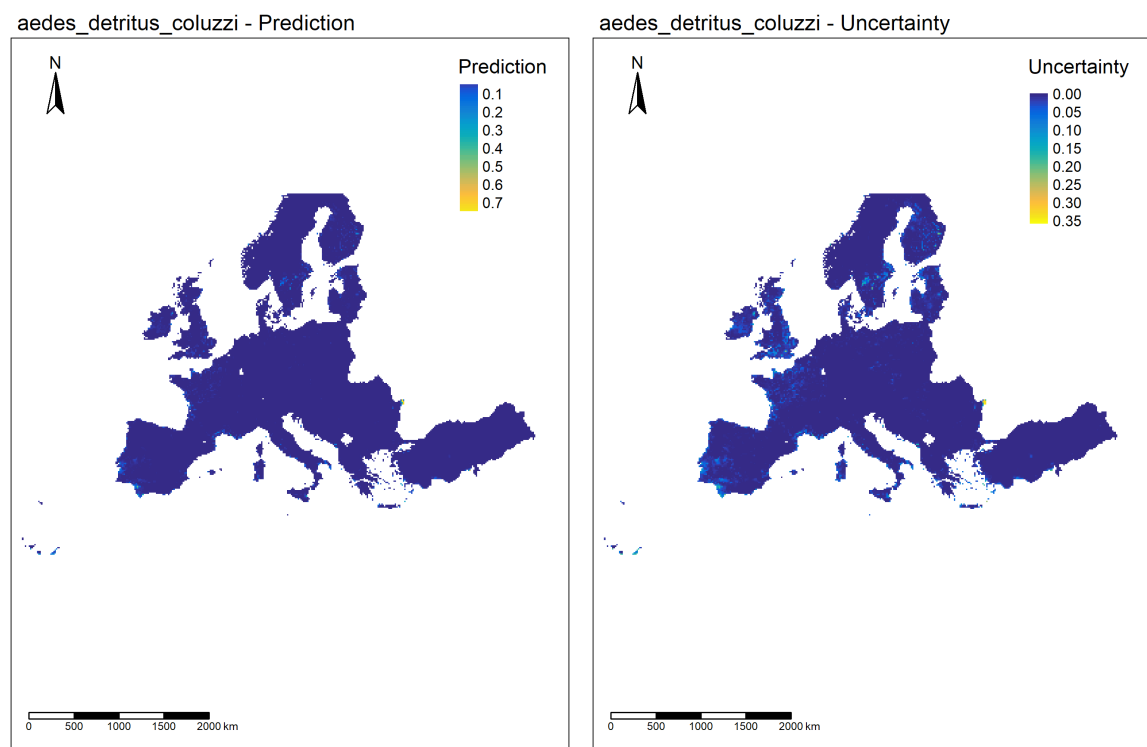 aedes_detritus_coluzzi - Prediction
N
Prediction
0.1
0.2
0.3
0.4
0.5
0.6
0.7
0 500 1000 1500 2000 km
aedes_detritus_coluzzi - Uncertainty
N
Uncertainty
0.00
0.05
0.10
0.15
0.20
0.25
0.30
0.35
0 500 1000 1500 2000 km